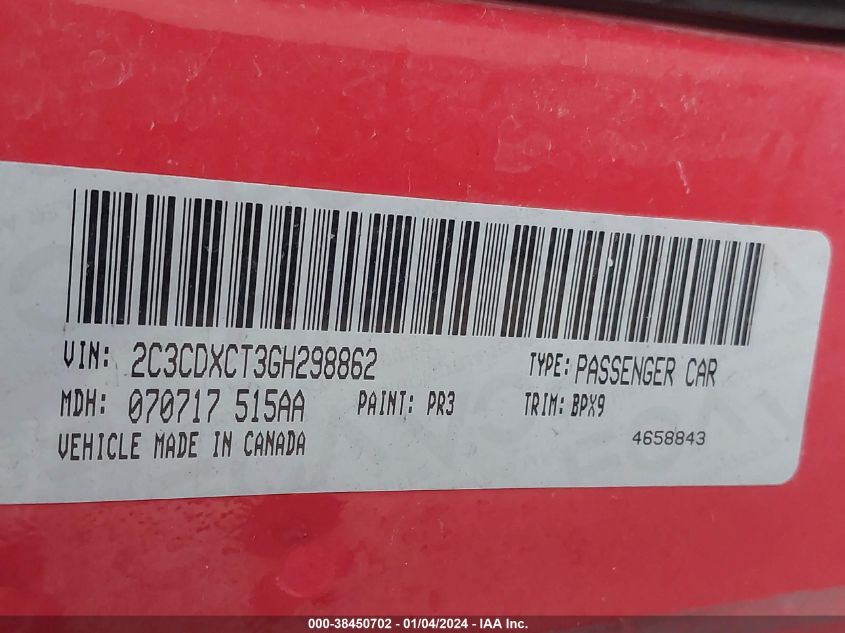 VIN: 2C3CDXCT3GH298862 TYPE: PASSENGER CAR
MDH: 070717 515AA PAINT: PR3 TRIM: BPX9
VEHICLE MADE IN CANADA 4658843
000-38450702 - 01/04/2024 - IAA Inc.